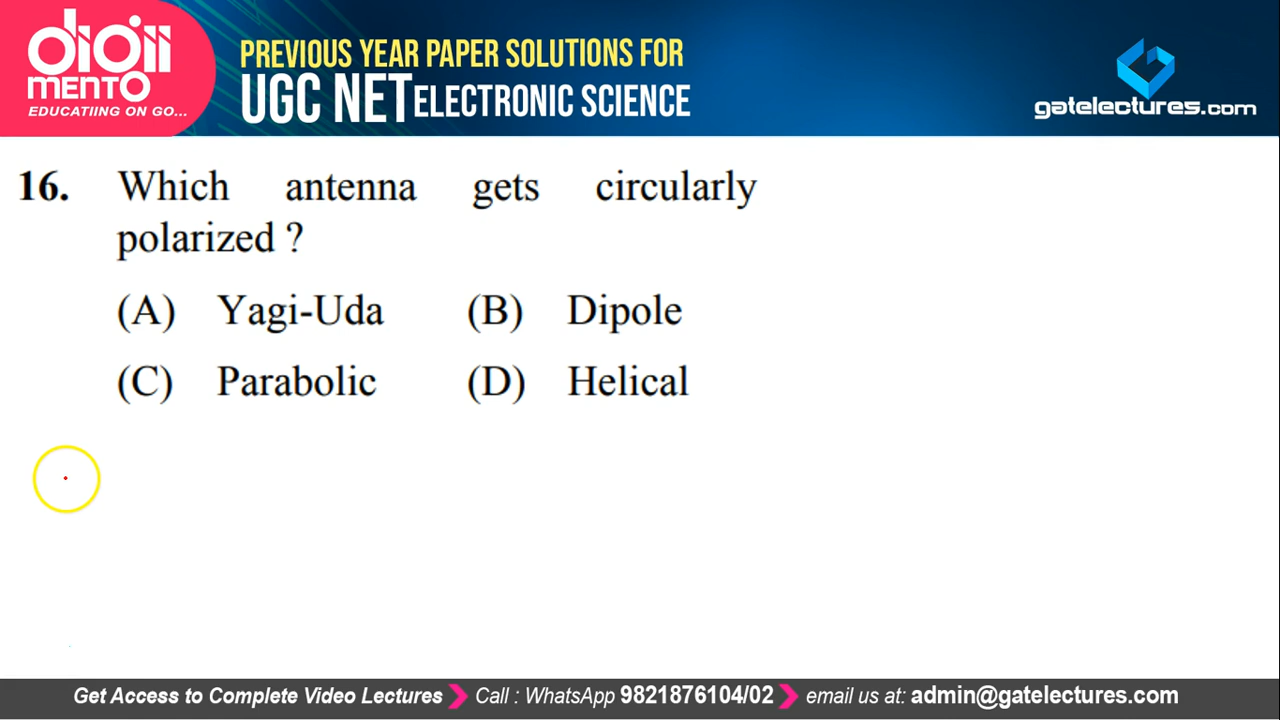 digii
MENTO
EDUCATIING ON GO...
PREVIOUS YEAR PAPER SOLUTIONS FOR
UGC NET ELECTRONIC SCIENCE
gatelectures.com
16. Which antenna gets circularly
polarized ?
(A) Yagi-Uda (B) Dipole
(C) Parabolic (D) Helical
Get Access to Complete Video Lectures Call : WhatsApp 9821876104/02 email us at: admin@gatelectures.com